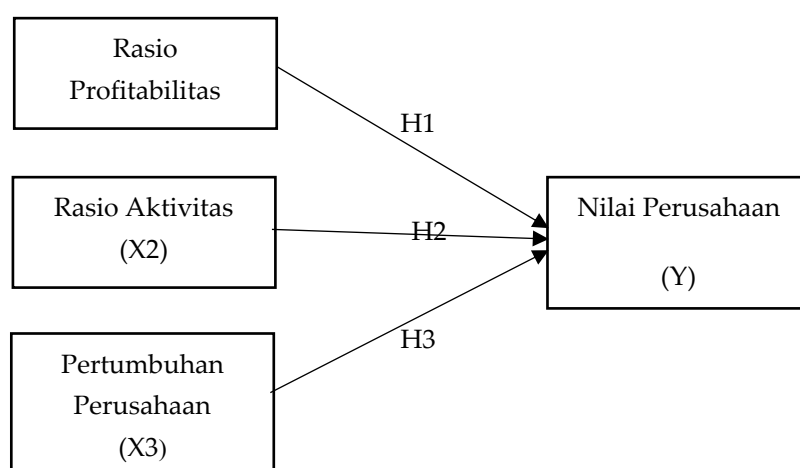 Rasio
Profitabilitas
H1
Rasio Aktivitas
(X2)
H2
Nilai Perusahaan
(Y)
H3
Pertumbuhan
Perusahaan
(X3)